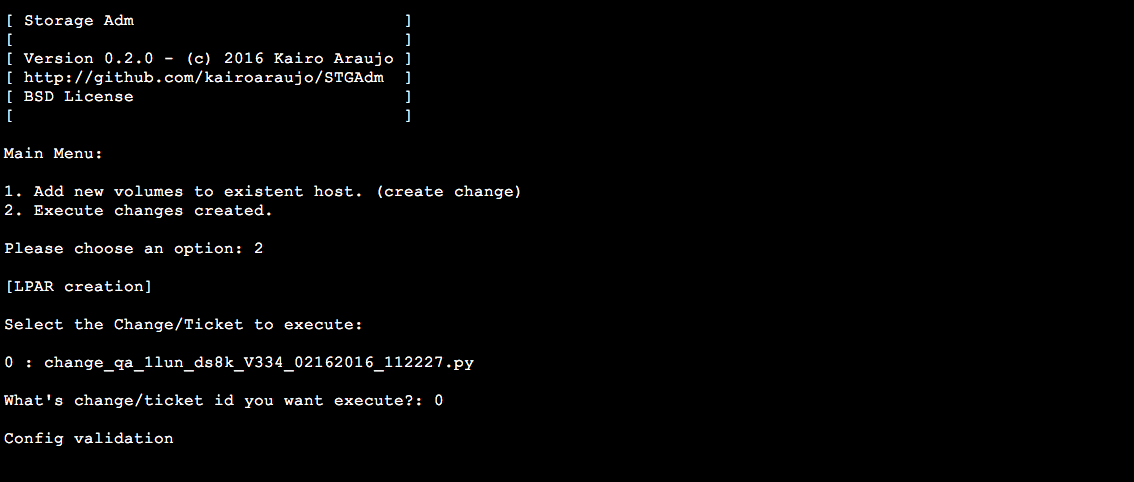 [ Storage Adm                           ]
[                                       ]
[ Version 0.2.0 - (c) 2016 Kairo Araujo ]
[ http://github.com/kairoaraujo/STGAdm  ]
[ BSD License                           ]
[                                       ]
Main Menu:
1. Add new volumes to existent host. (create change)
2. Execute changes created.
Please choose an option: 2
[LPAR creation]
Select the Change/Ticket to execute:
0 : change_qa_1lun_ds8k_V334_02162016_112227.py
What's change/ticket id you want execute?: 0
Config validation